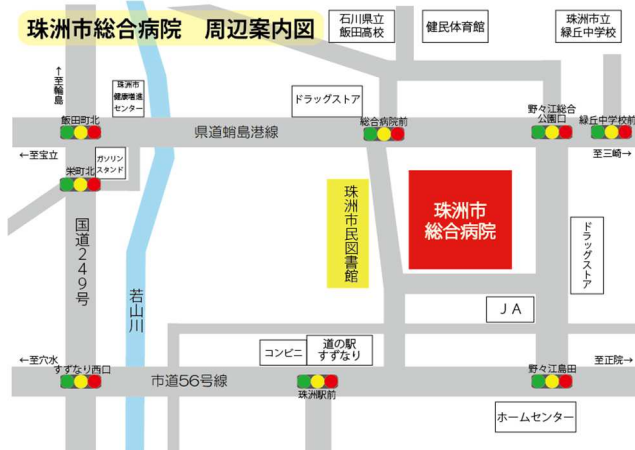 珠洲市総合病院　周辺案内図
石川県立
飯田高校
健民体育館
珠洲市立
緑丘中学校
←至輪島
珠洲市
健康増進
センター
ドラッグストア
飯田町北
県道蛸島港線
総合病院前
野々江総合
公園口
緑丘中学校前
←至宝立
至三崎→
ガソリン
スタンド
栄町北
国道249号
若山川
珠洲市民図書館
珠洲市
総合病院
ドラッグストア
JA
コンビニ
道の駅
すずなり
←至穴水
至正院→
すずなり西口
市道56号線
珠洲駅前
野々江島田
ホームセンター